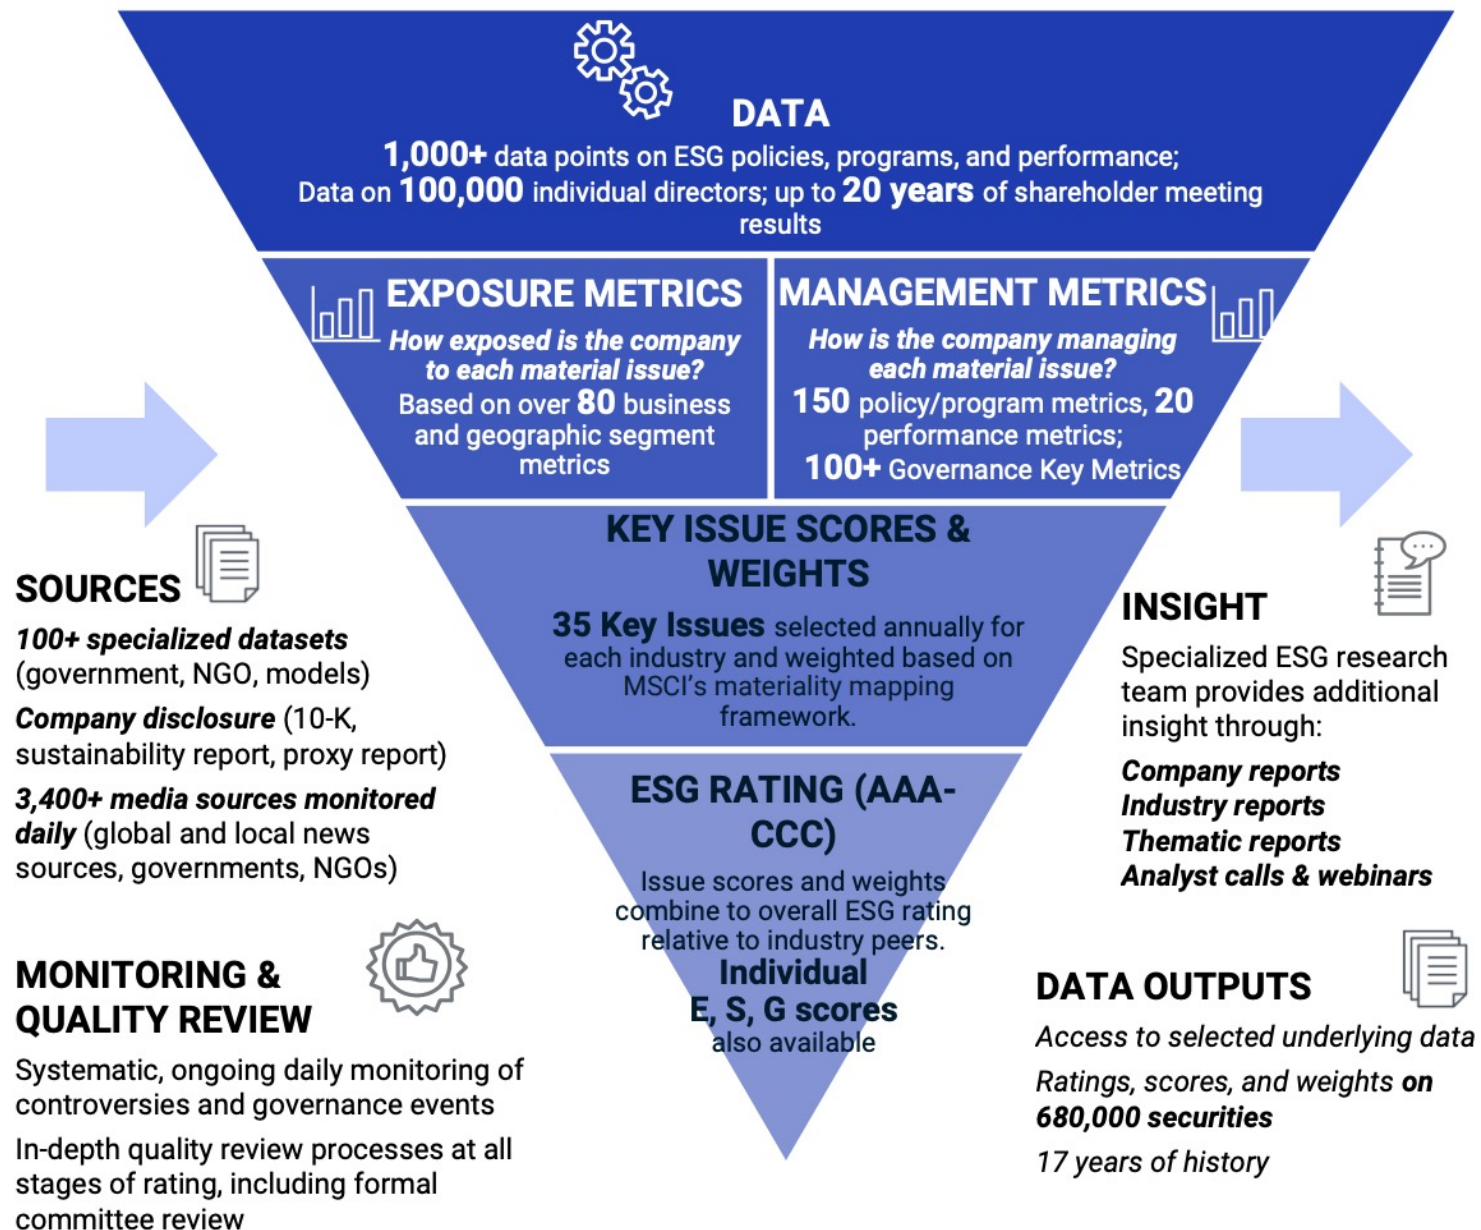 DATA
1,000+ data points on ESG policies, programs, and performance;
Data on 100,000 individual directors; up to 20 years of shareholder meeting
results
EXPOSURE METRICS
How exposed is the company
to each material issue?
Based on over 80 business
and geographic segment
metrics
MANAGEMENT METRICS
How is the company managing
each material issue?
150 policy/program metrics, 20
performance metrics;
100+ Governance Key Metrics
KEY ISSUE SCORES &
WEIGHTS
35 Key Issues selected annually for
each industry and weighted based on
MSCI’s materiality mapping
framework.
ESG RATING (AAA-
CCC)
Issue scores and weights
combine to overall ESG rating
relative to industry peers.
Individual
E, S, G scores
also available
SOURCES
100+ specialized datasets
(government, NGO, models)
Company disclosure (10-K,
sustainability report, proxy report)
3,400+ media sources monitored
daily (global and local news
sources, governments, NGOs)
MONITORING &
QUALITY REVIEW
Systematic, ongoing daily monitoring of
controversies and governance events
In-depth quality review processes at all
stages of rating, including formal
committee review
INSIGHT
Specialized ESG research
team provides additional
insight through:
Company reports
Industry reports
Thematic reports
Analyst calls & webinars
DATA OUTPUTS
Access to selected underlying data
Ratings, scores, and weights on
680,000 securities
17 years of history